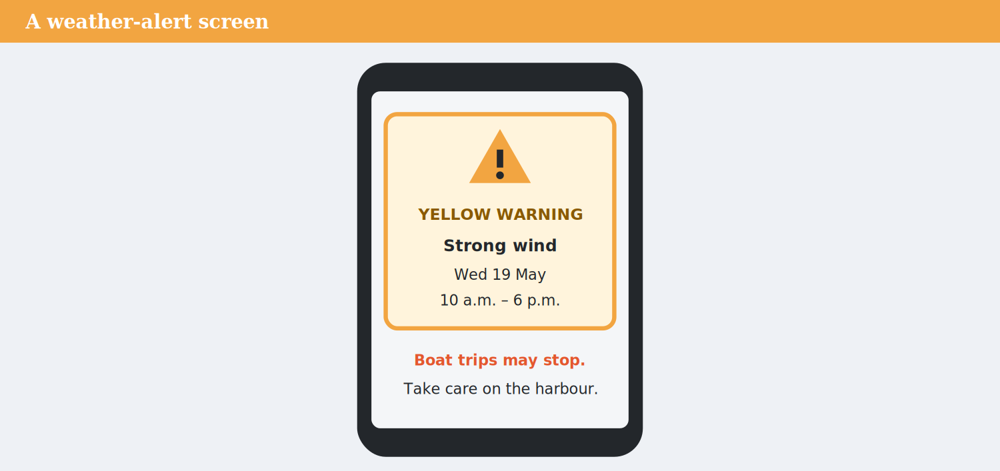 A weather-alert screen
YELLOW WARNING
Strong wind
Wed 19 May
10 a.m. – 6 p.m.
Boat trips may stop.
Take care on the harbour.